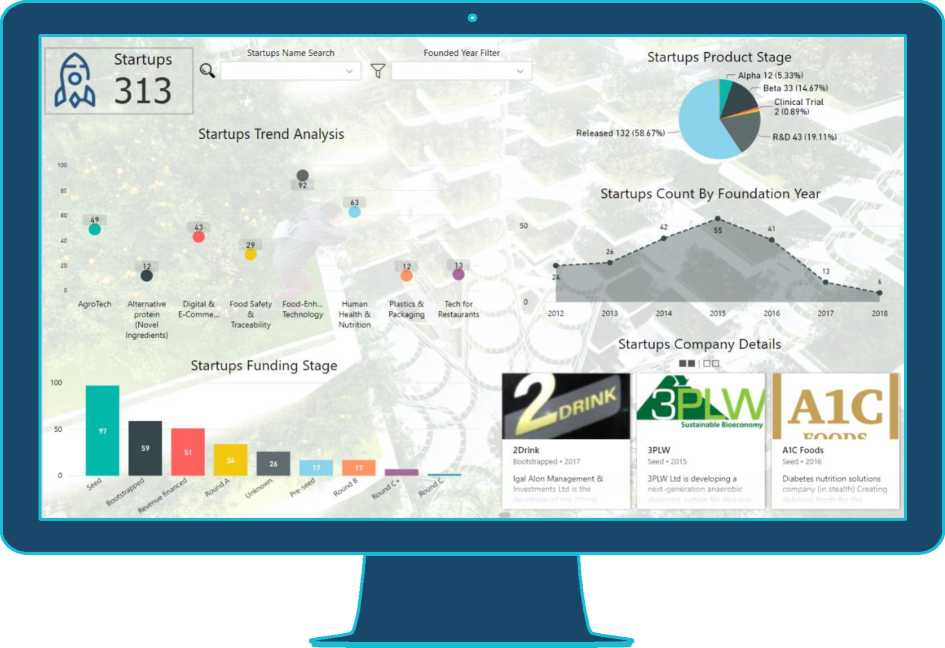 Startups
313
Startups Name Search
Founded Year Filter
Startups Product Stage
Alpha 12 (5.33%)
Beta 33 (14.67%)
Clinical Trial
2 (0.89%)
Released 132 (58.67%)
R&D 43 (19.11%)
Startups Trend Analysis
100
80
60
40
20
0
49
12
43
29
92
63
12
13
AgroTech
Alternative
protein
(Novel
Ingredients)
Digital &
E-Comme...
Food Safety
&
Traceability
Food-Enh...
Technology
Human
Health &
Nutrition
Plastics &
Packaging
Tech for
Restaurants
Startups Count By Foundation Year
50
0
26
26
42
55
41
13
6
2012
2013
2014
2015
2016
2017
2018
Startups Funding Stage
100
50
0
97
59
51
34
26
17
17
Seed
Bootstrapped
Revenue financed
Round A
Unknown
Pre-seed
Round B
Round C+
Round C
Startups Company Details
2DRINK
2Drink
Bootstrapped • 2017
Igal Alon Management &
Investments Ltd is the
3PLW
Sustainable Bioeconomy
3PLW
Seed • 2015
3PLW Ltd is developing a
next-generation anaerobic
A1C
FOODS
A1C Foods
Seed • 2016
Diabetes nutrition solutions
company (in stealth) Creating